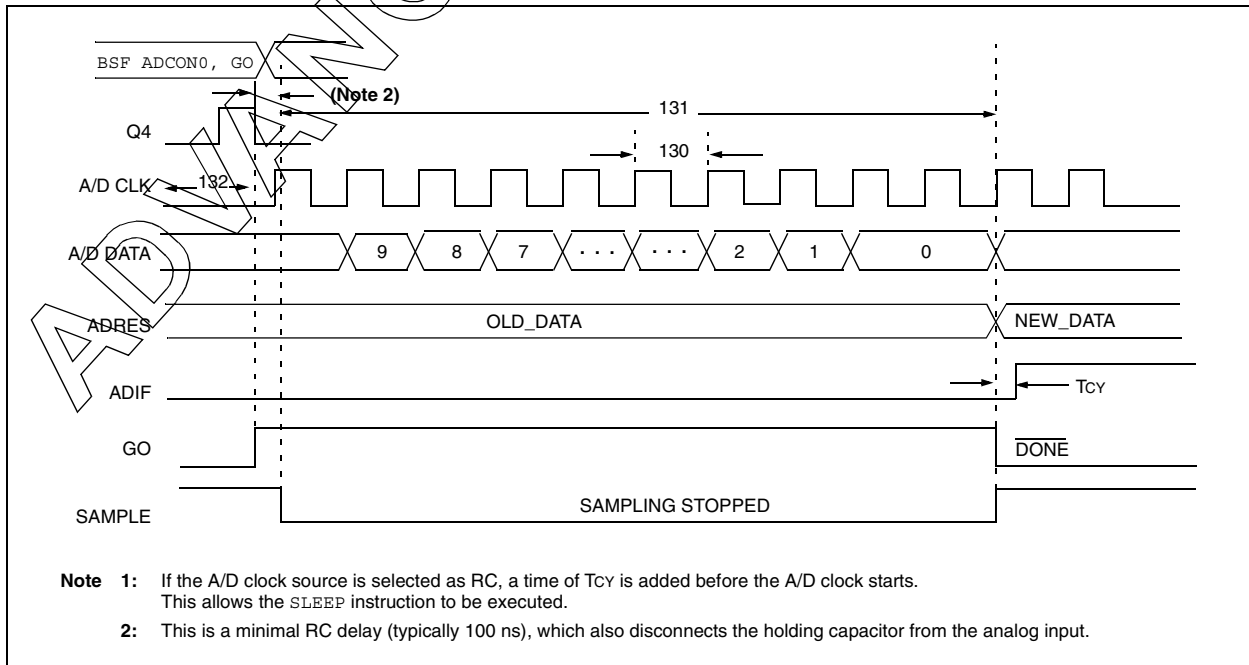 BSF ADCON0, GO
(Note 2)
131
Q4
130
A/D CLK
132
A/D DATA
9 8 7 . . . . . . 2 1 0
ADRES
OLD_DATA
NEW_DATA
ADIF
TCY
GO
DONE
SAMPLE
SAMPLING STOPPED
Note 1: If the A/D clock source is selected as RC, a time of TCY is added before the A/D clock starts.
This allows the SLEEP instruction to be executed.
2: This is a minimal RC delay (typically 100 ns), which also disconnects the holding capacitor from the analog input.